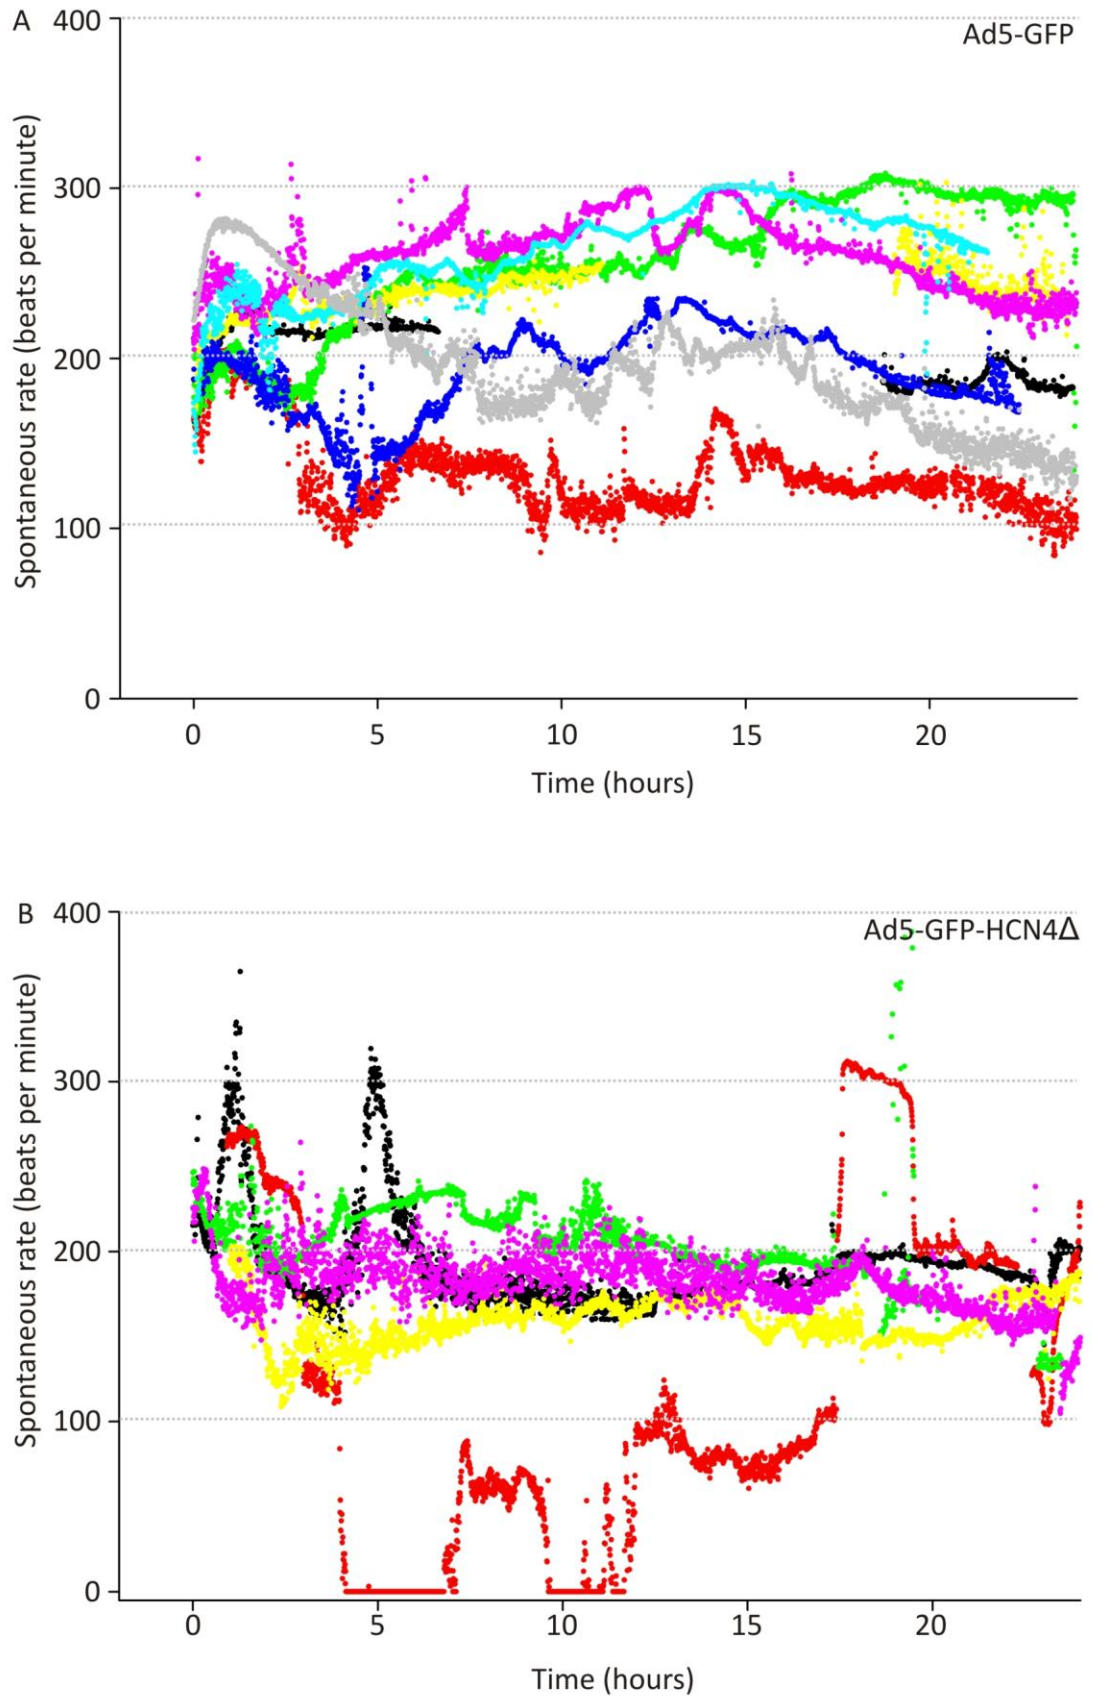 A
Ad5-GFP
Spontaneous rate (beats per minute)
400
300
200
100
0
0 5 10 15 20
Time (hours)
B
Ad5-GFP-HCN4Δ
Spontaneous rate (beats per minute)
400
300
200
100
0
0 5 10 15 20
Time (hours)